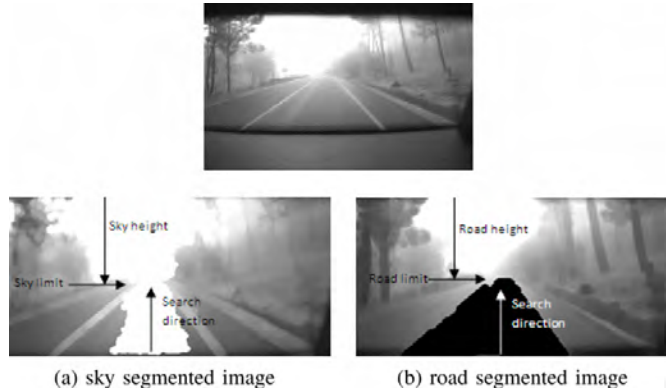 Sky height
Sky limit
Search
direction
Road height
Road limit
Search
direction
(a) sky segmented image
(b) road segmented image